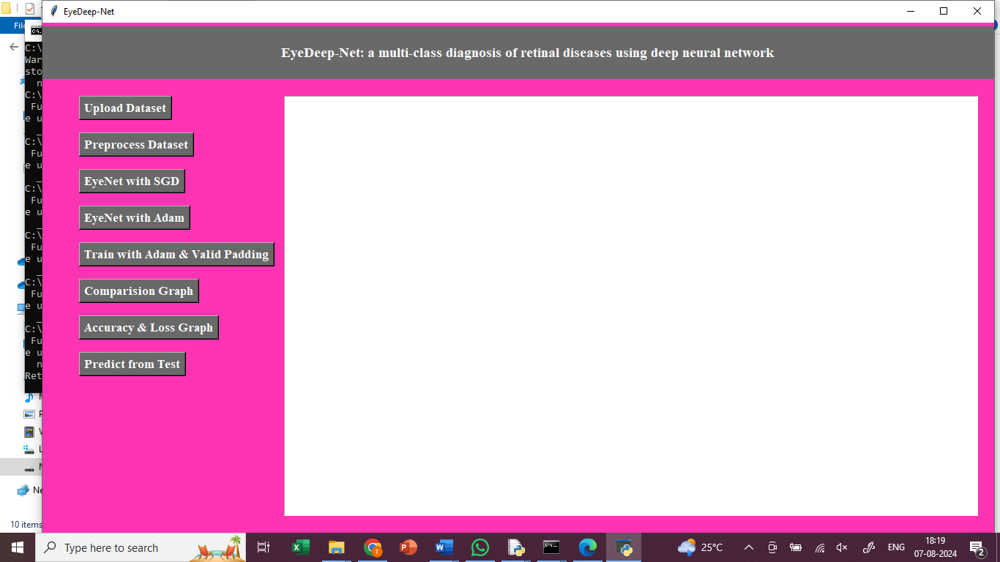 EyeDeep-Net
File
EyeDeep-Net: a multi-class diagnosis of retinal diseases using deep neural network
Upload Dataset
Preprocess Dataset
EyeNet with SGD
EyeNet with Adam
Train with Adam & Valid Padding
Comparision Graph
Accuracy & Loss Graph
Predict from Test
C:\
War
sto
n
C:\
Fu
e u
_
C:\
Fu
e u
_
C:\
Fu
e u
_
C:\
Fu
e u
_
C:\
Fu
e u
_
C:\
Fu
e u
n
Ret
Ne
10 items
Type here to search
25°C
ENG
18:19
07-08-2024
2